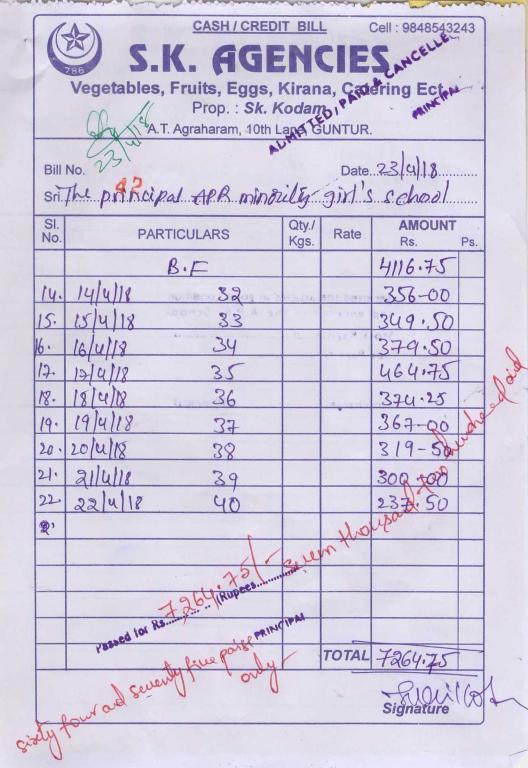 CASH / CREDIT BILL Cell : 9848543243
786
S.K. AGENCIES
Vegetables, Fruits, Eggs, Kirana, Catering Ect.
Prop. : Sk. Kodam
A.T. Agraharam, 10th Lane, GUNTUR.
ADMITTED, PAID & CANCELLED
PRINCIPAL
23/4/18
Bill No. 42 Date 23/4/18
Sri The principal APR minority girl's school
Sl. No. PARTICULARS Qty./ Kgs. Rate AMOUNT Rs. Ps.
B.F 4116.75
14. 14/4/18 32 356-00
15. 15/4/18 33 349.50
16. 16/4/18 34 379.50
17. 17/4/18 35 464.75
18. 18/4/18 36 374.25
19. 19/4/18 37 367-00
20. 20/4/18 38 319-50
21. 21/4/18 39 300-00
22. 22/4/18 40 237.50
Passed for Rs. 7264.75/- (Rupees Seven thousand two hundred and
sixty four and seventy five paise only
PRINCIPAL
TOTAL 7264.75
Signature